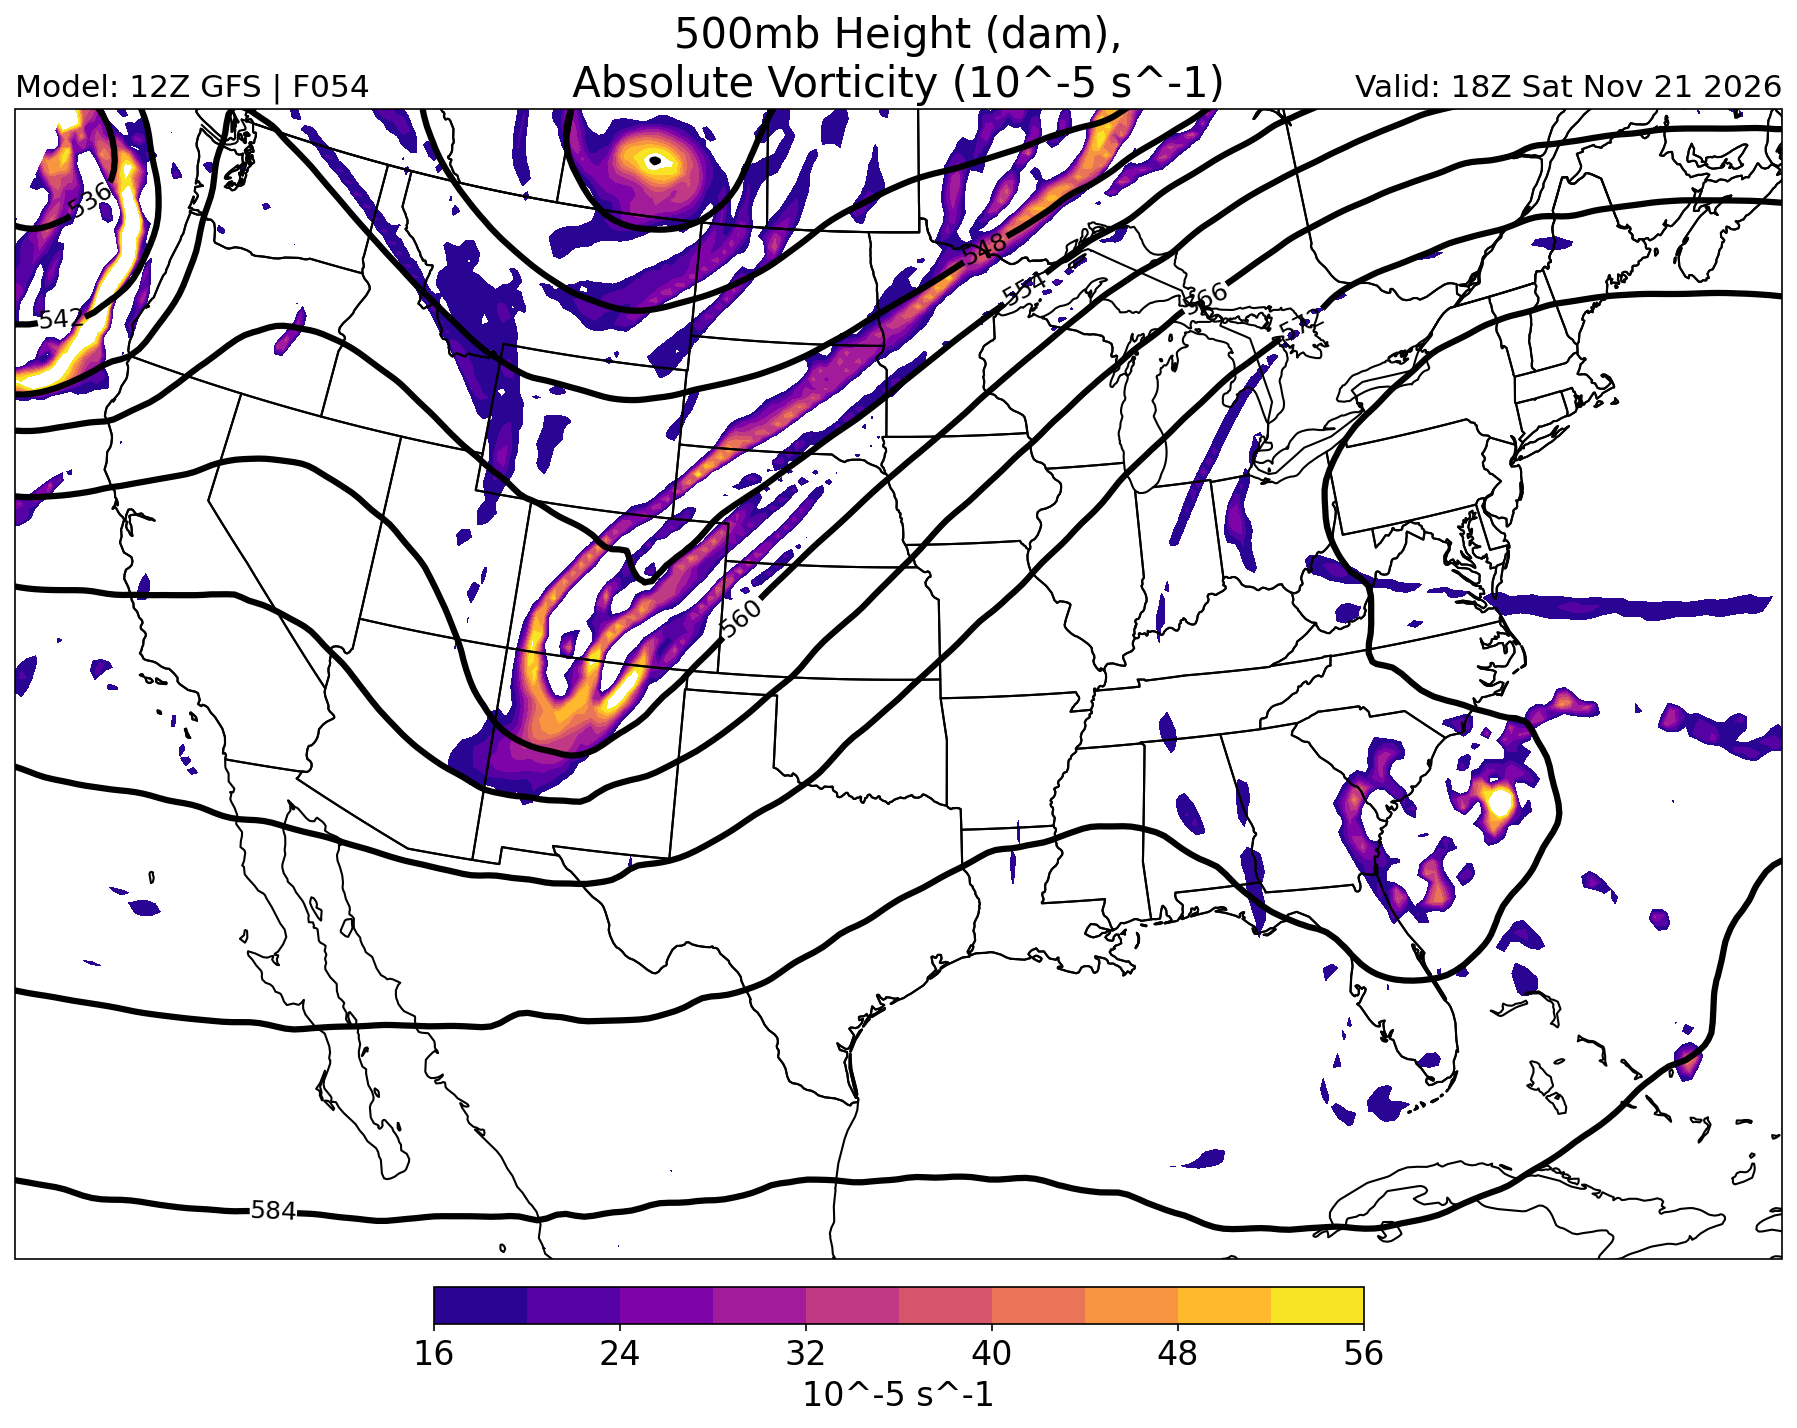 500mb Height (dam),
Model: 12Z GFS | F054
Absolute Vorticity (10^-5 s^-1)
Valid: 18Z Sat Nov 21 2026
536
542
548
554
566
560
584
16
24
32
40
48
56
10^-5 s^-1